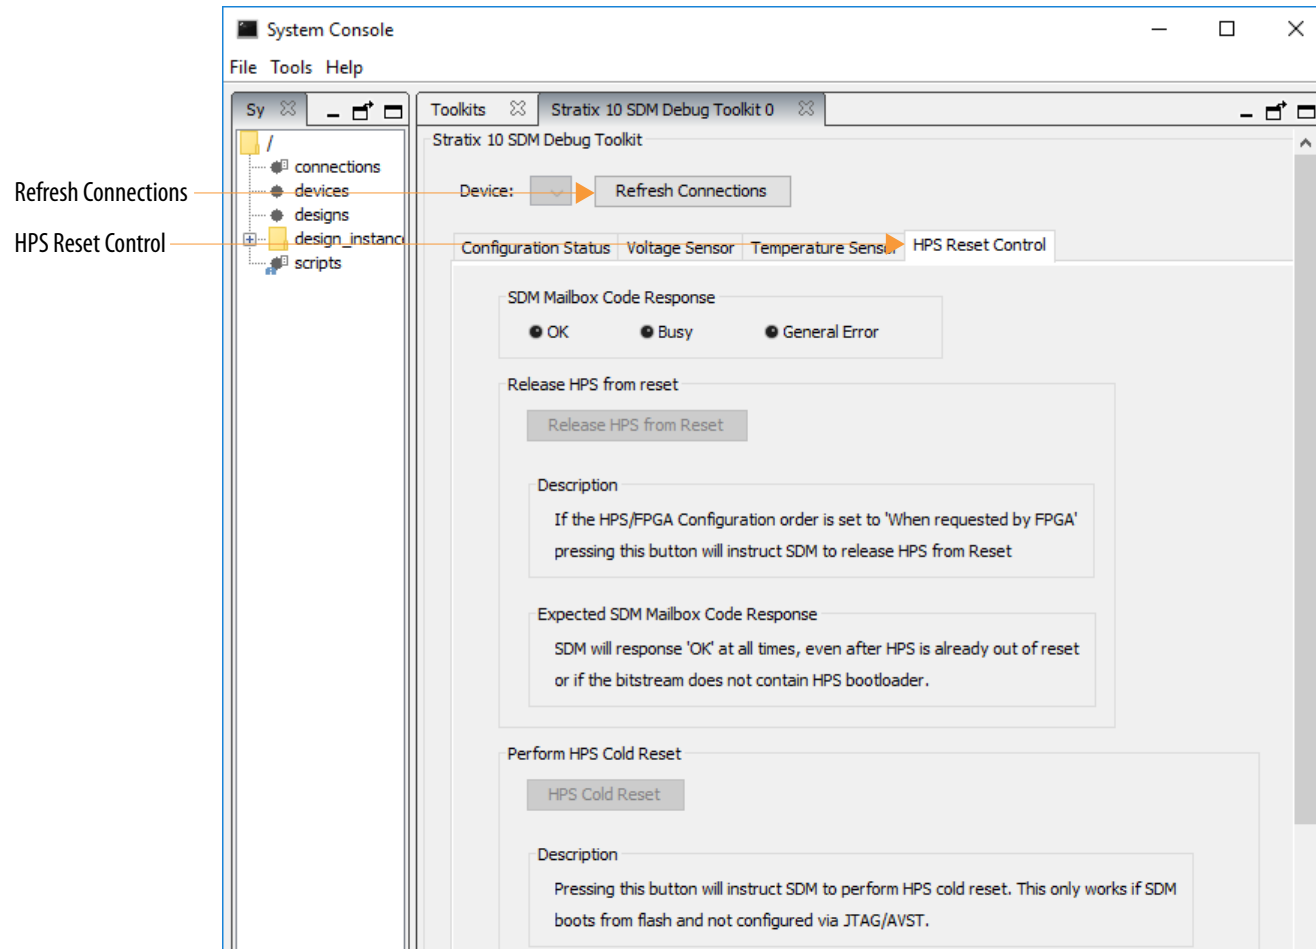 System Console
File Tools Help
Sy
Toolkits
Stratix 10 SDM Debug Toolkit 0
/
connections
devices
designs
design_instanc
scripts
Refresh Connections
HPS Reset Control
Stratix 10 SDM Debug Toolkit
Device:
Refresh Connections
Configuration Status
Voltage Sensor
Temperature Sensor
HPS Reset Control
SDM Mailbox Code Response
OK
Busy
General Error
Release HPS from reset
Release HPS from Reset
Description
If the HPS/FPGA Configuration order is set to 'When requested by FPGA'
pressing this button will instruct SDM to release HPS from Reset
Expected SDM Mailbox Code Response
SDM will response 'OK' at all times, even after HPS is already out of reset
or if the bitstream does not contain HPS bootloader.
Perform HPS Cold Reset
HPS Cold Reset
Description
Pressing this button will instruct SDM to perform HPS cold reset. This only works if SDM
boots from flash and not configured via JTAG/AVST.